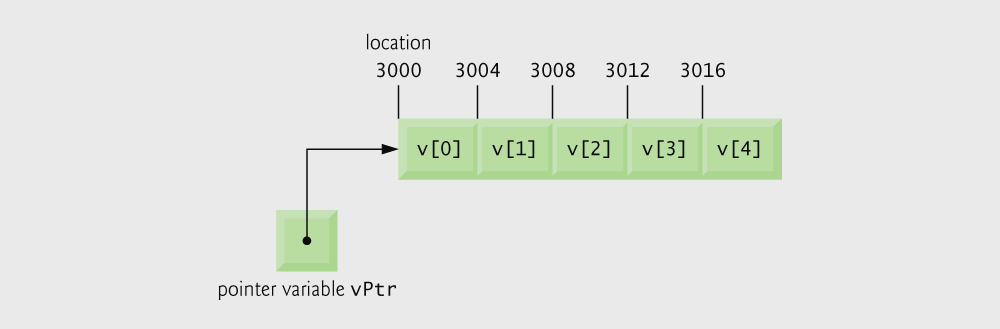 location
3000 3004 3008 3012 3016
v[0] v[1] v[2] v[3] v[4]
pointer variable vPtr